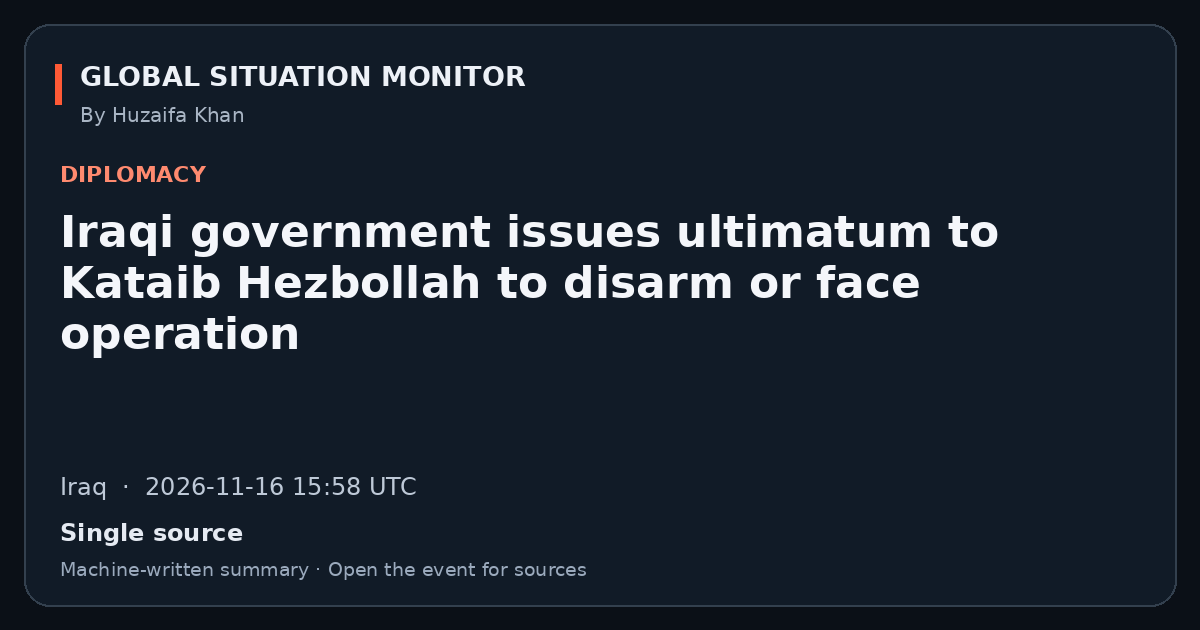 GLOBAL SITUATION MONITOR
By Huzaifa Khan
DIPLOMACY
Iraqi government issues ultimatum to
Kataib Hezbollah to disarm or face
operation
Iraq · 2026-11-16 15:58 UTC
Single source
Machine-written summary · Open the event for sources